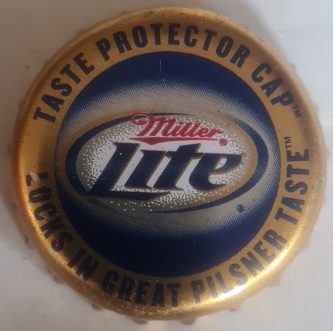 TASTE PROTECTOR CAP™
Miller®
Lite®
LOCKS IN GREAT PILSNER TASTE™